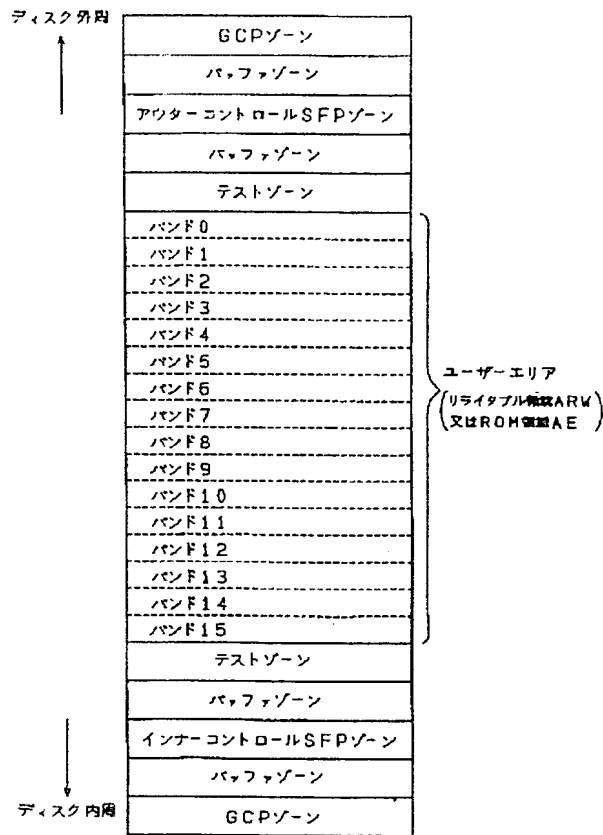 ディスク外周
GCPゾーン
バッファゾーン
アウターコントロールSFPゾーン
バッファゾーン
テストゾーン
バンド0
バンド1
バンド2
バンド3
バンド4
バンド5
バンド6
バンド7
バンド8
バンド9
バンド10
バンド11
バンド12
バンド13
バンド14
バンド15
ユーザーエリア
(リライタブル領域ARW
又はROM領域AE)
テストゾーン
バッファゾーン
インナーコントロールSFPゾーン
バッファゾーン
GCPゾーン
ディスク内周